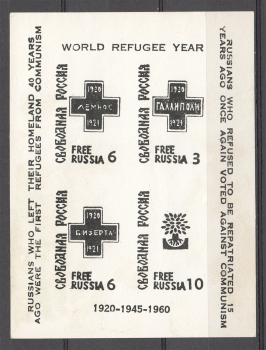 WORLD REFUGEE YEAR
RUSSIANS WHO LEFT THEIR HOMELAND 40 YEARS
AGO WERE THE FIRST REFUGEES FROM COMMUNISM
СВОБОДНАЯ РОССИЯ
1920
ЛЕМНОС
1921
FREE
RUSSIA 6
СВОБОДНАЯ РОССИЯ
1920
ГАЛЛИПОЛИ
1921
FREE
RUSSIA 3
СВОБОДНАЯ РОССИЯ
1920
БИЗЕРТА
1921
FREE
RUSSIA 6
СВОБОДНАЯ РОССИЯ
FREE
RUSSIA 10
1920-1945-1960
RUSSIANS WHO REFUSED TO BE REPATRIATED 15
YEARS AGO ONCE AGAIN VOTED AGAINST COMMUNISM